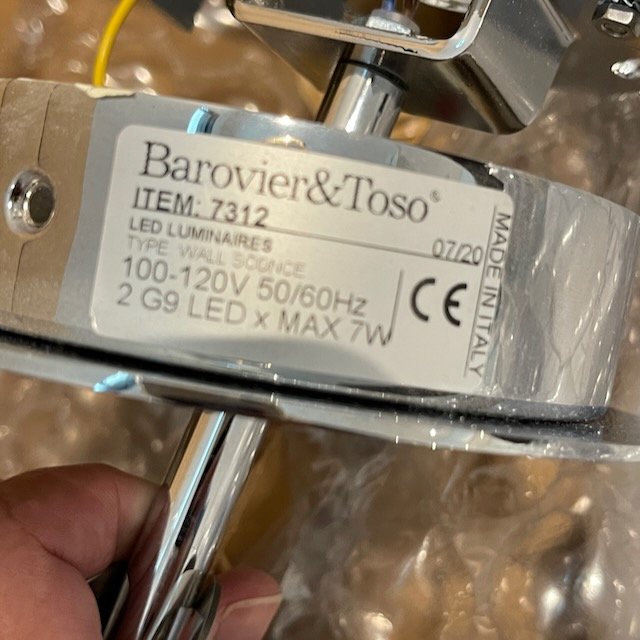 Barovier&Toso®
ITEM: 7312
07/20
LED LUMINAIRES
TYPE WALL SCONCE
100-120V 50/60Hz
2 G9 LED x MAX 7W
CE
MADE IN ITALY